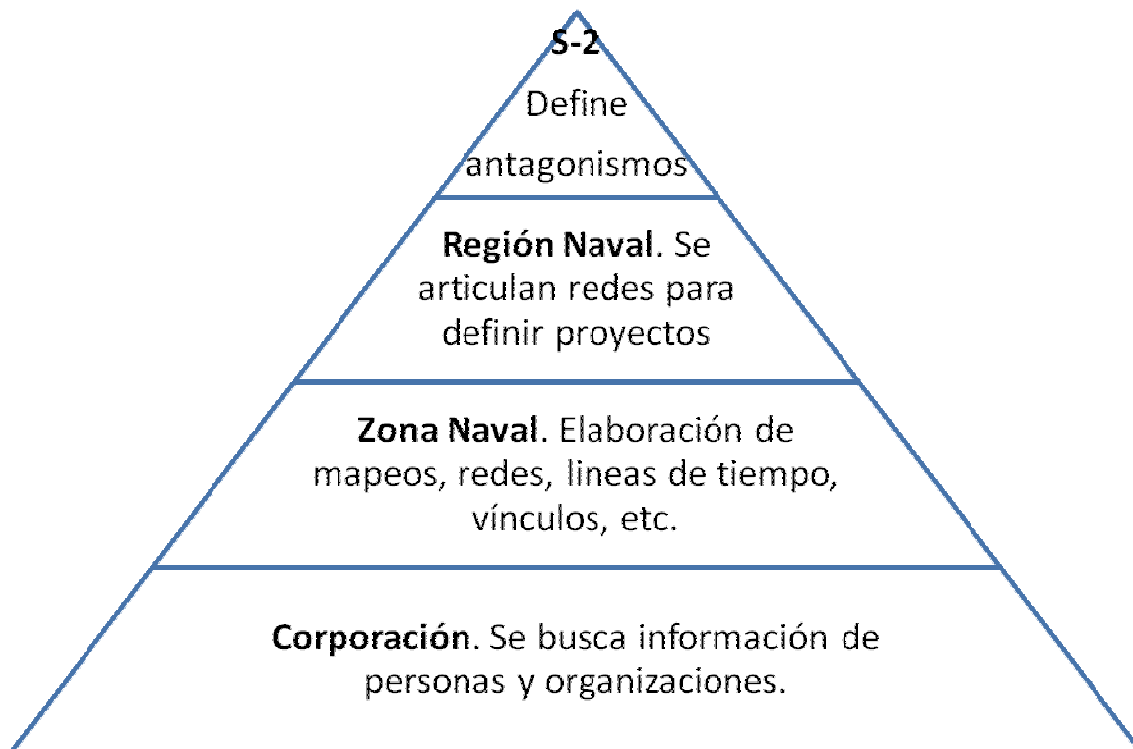 S-2
Define
antagonismos
Región Naval. Se
articulan redes para
definir proyectos
Zona Naval. Elaboración de
mapeos, redes, lineas de tiempo,
vínculos, etc.
Corporación. Se busca información de
personas y organizaciones.